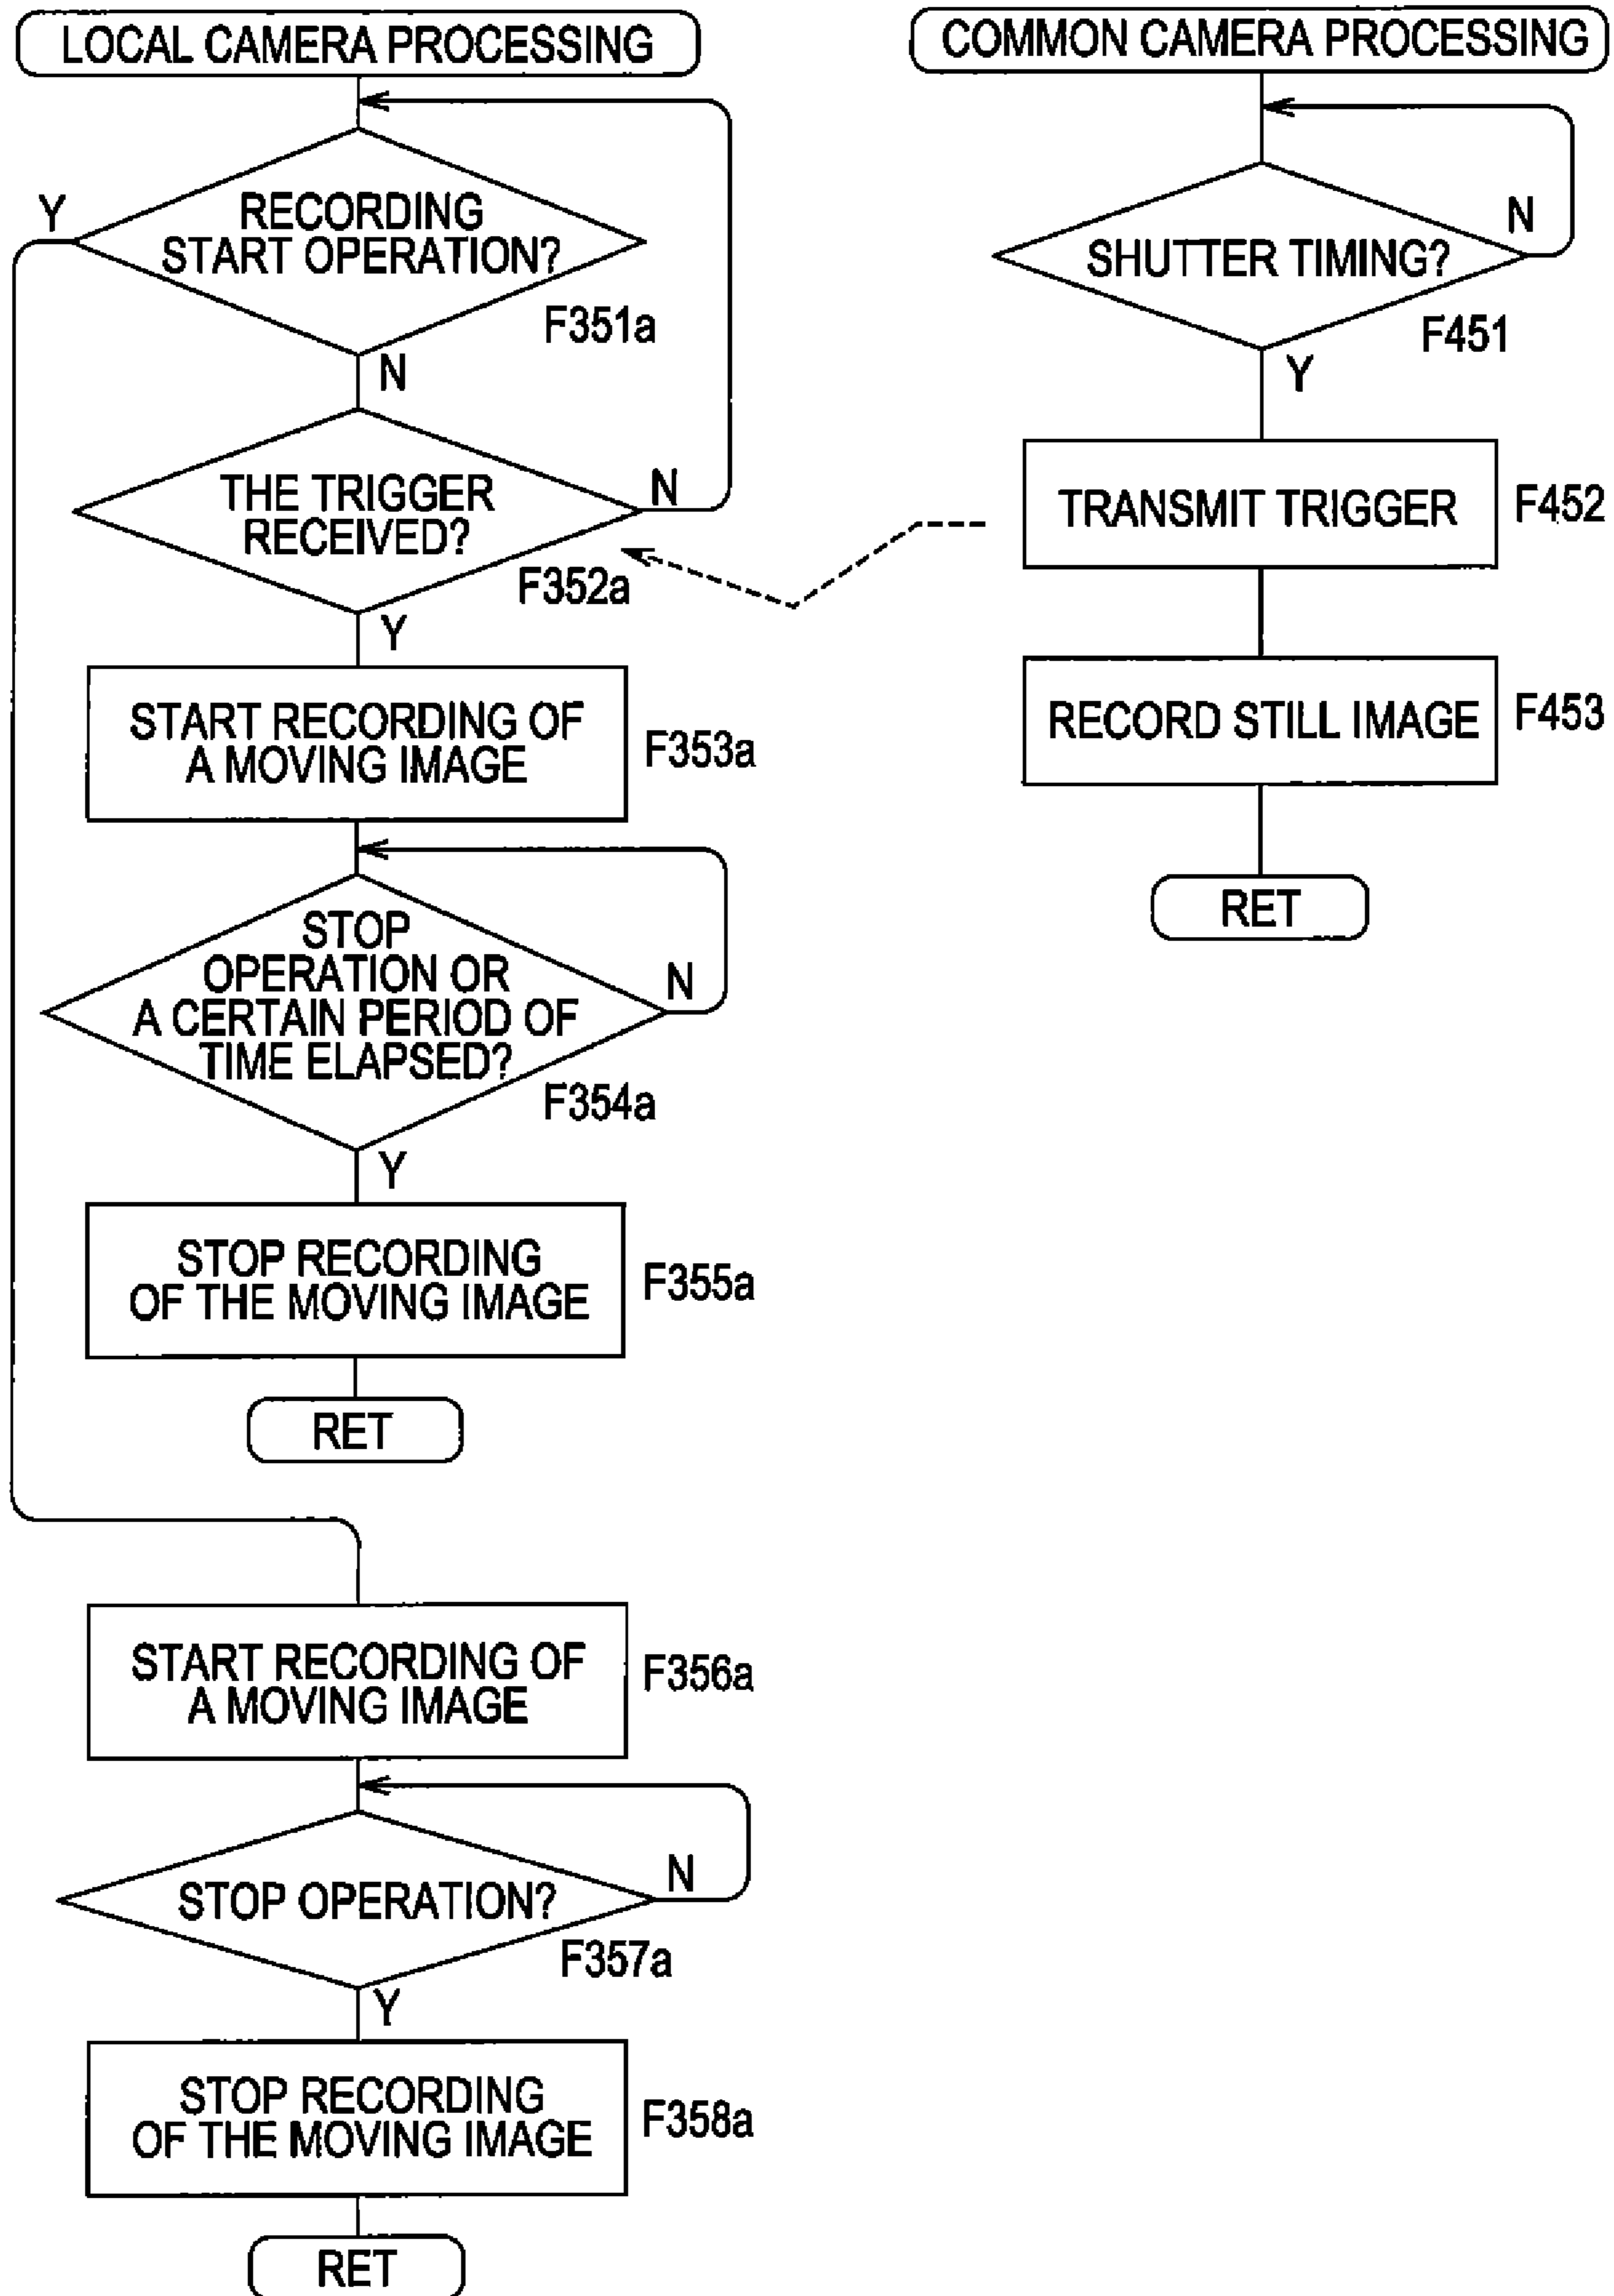 LOCAL CAMERA PROCESSING
Y
RECORDING
START OPERATION?
F351a
N
THE TRIGGER
RECEIVED?
N
F352a
Y
START RECORDING OF
A MOVING IMAGE
F353a
STOP
OPERATION OR
A CERTAIN PERIOD OF
TIME ELAPSED?
N
F354a
Y
STOP RECORDING
OF THE MOVING IMAGE
F355a
RET
START RECORDING OF
A MOVING IMAGE
F356a
STOP OPERATION?
N
F357a
Y
STOP RECORDING
OF THE MOVING IMAGE
F358a
RET
COMMON CAMERA PROCESSING
SHUTTER TIMING?
N
F451
Y
TRANSMIT TRIGGER
F452
RECORD STILL IMAGE
F453
RET